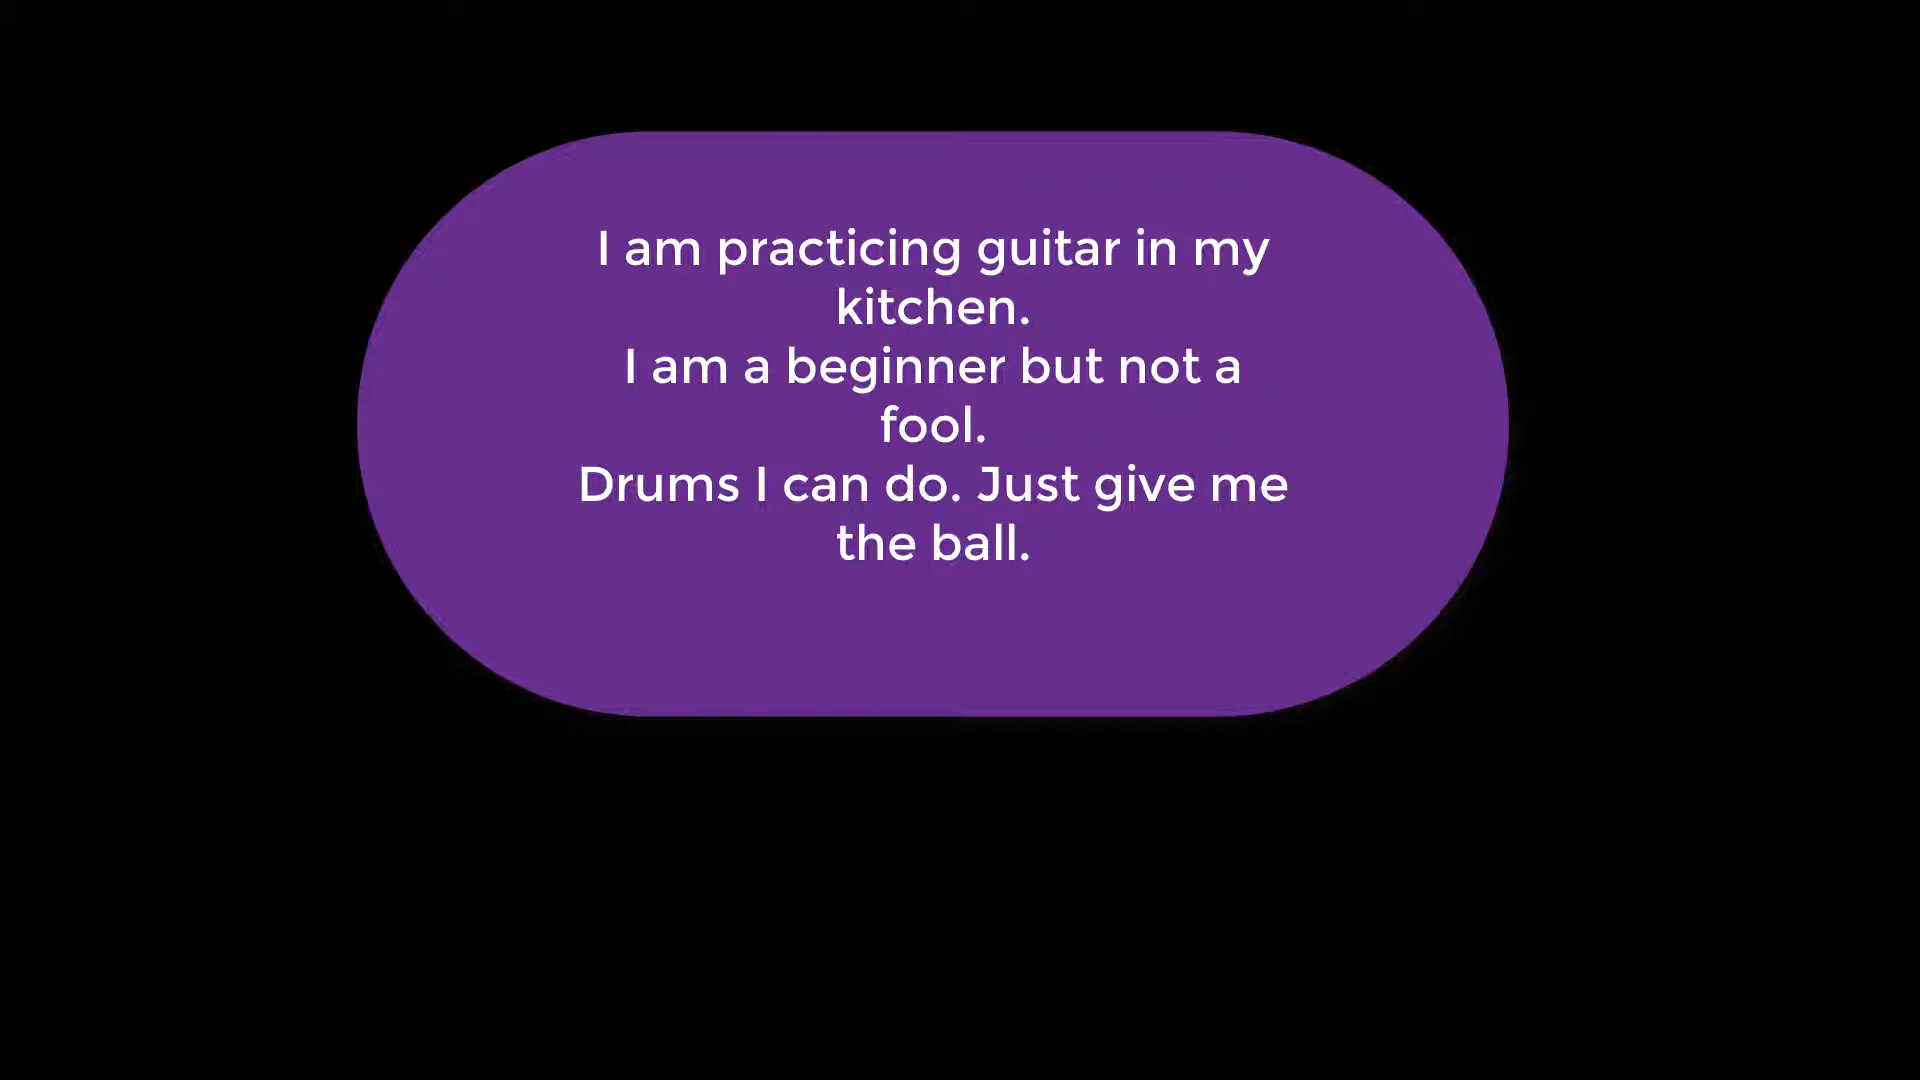 I am practicing guitar in my
kitchen.
I am a beginner but not a
fool.
Drums I can do. Just give me
the ball.